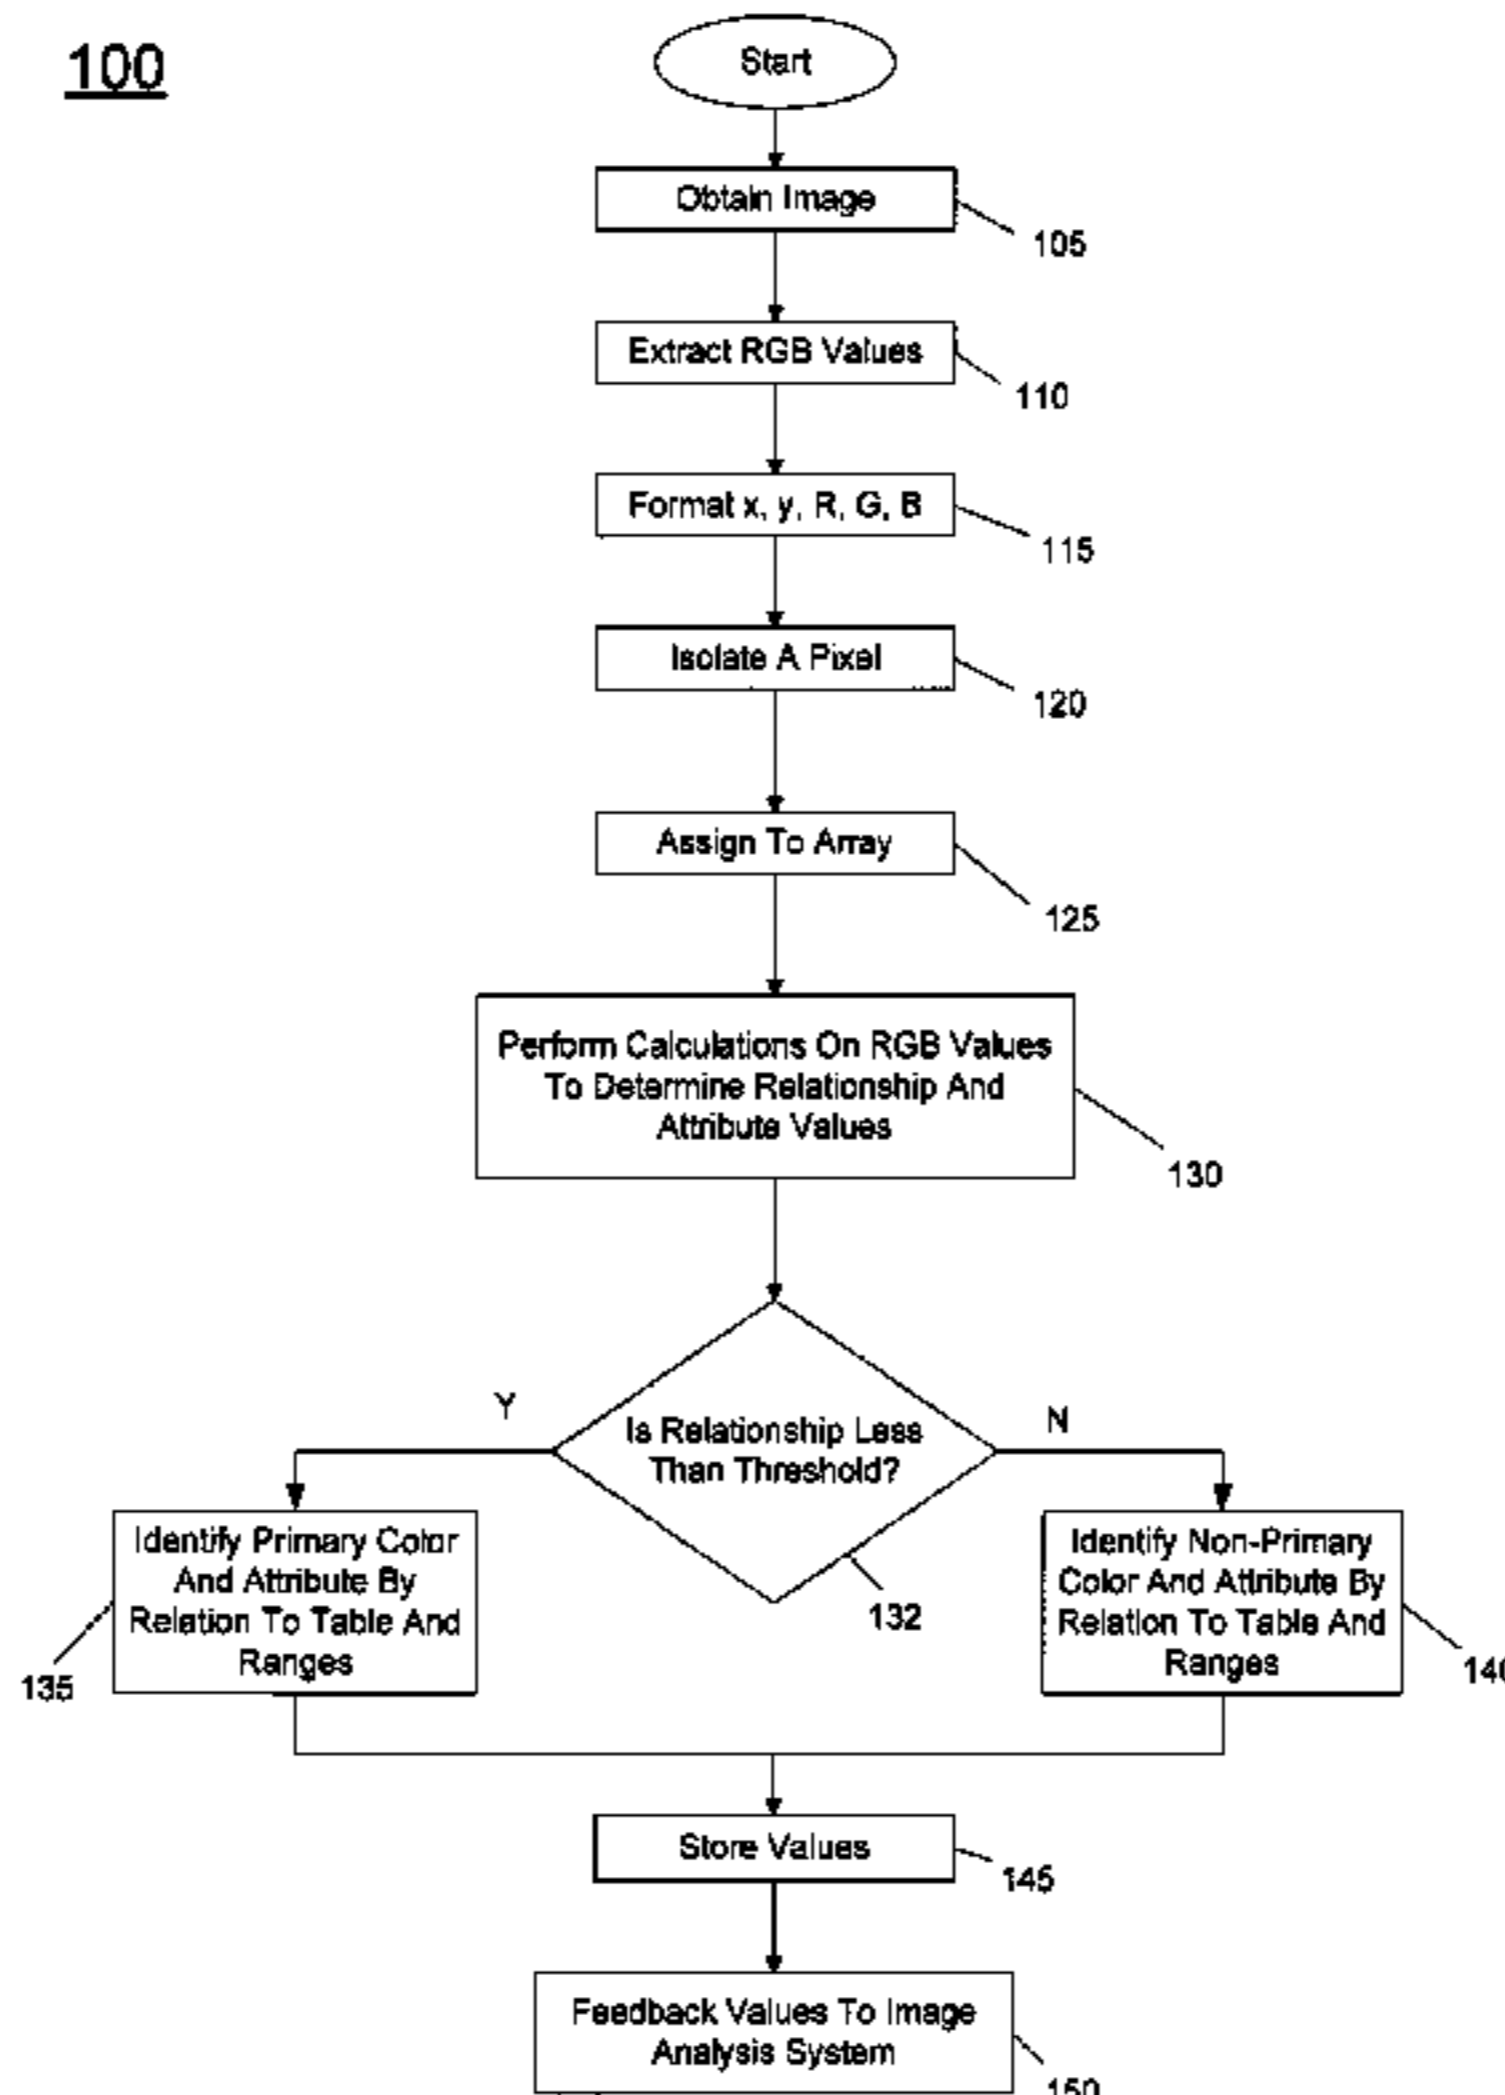 100
Start
Obtain Image
105
Extract RGB Values
110
Format x, y, R, G, B
115
Isolate A Pixel
120
Assign To Array
125
Perform Calculations On RGB Values
To Determine Relationship And
Attribute Values
130
Y
Is Relationship Less
Than Threshold?
N
132
Identify Primary Color
And Attribute By
Relation To Table And
Ranges
135
Identify Non-Primary
Color And Attribute By
Relation To Table And
Ranges
140
Store Values
145
Feedback Values To Image
Analysis System
150